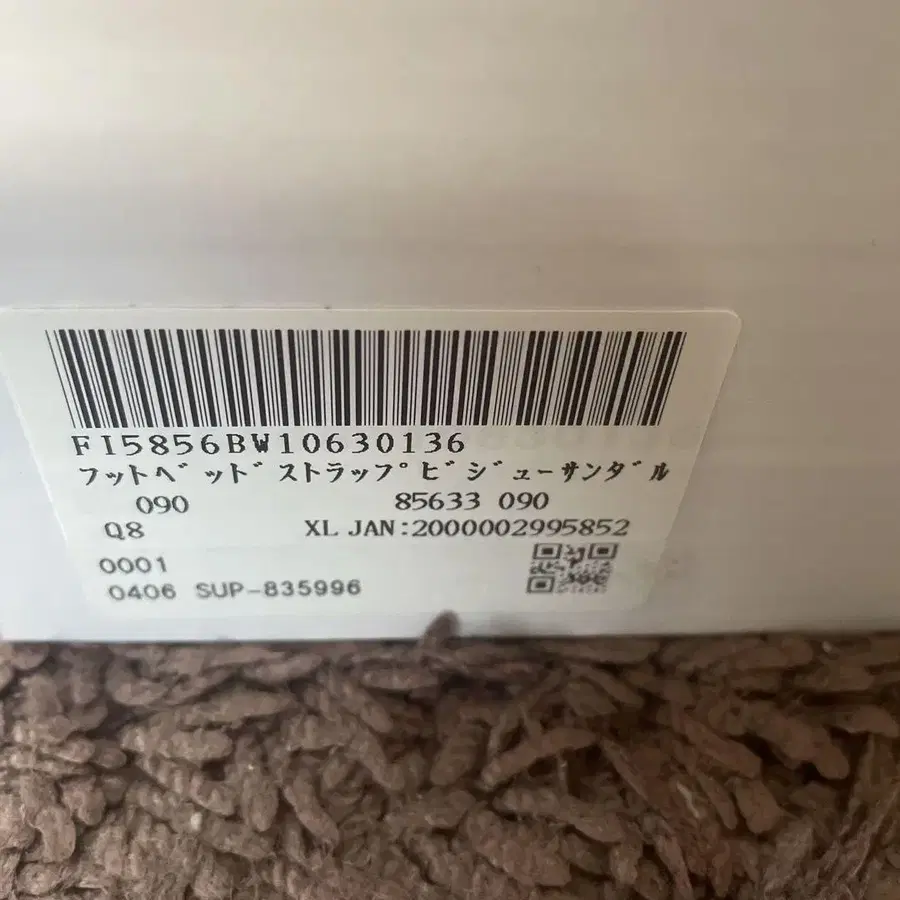 FI5856BW10630136
フットベッドストラップビジューサンダル
090 85633 090
Q8 XL JAN:2000002995852
0001
0406 SUP-835996